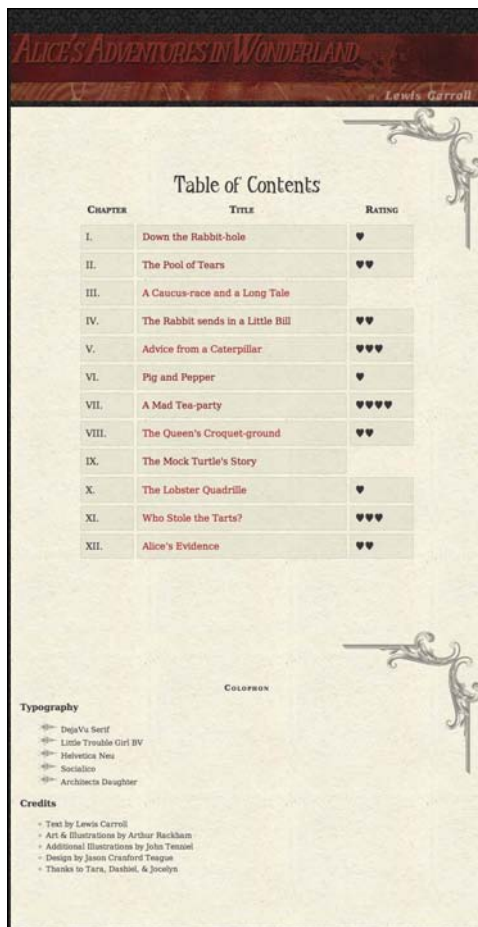 ALICE'S ADVENTURES IN WONDERLAND
BY Lewis Carroll
Table of Contents
CHAPTER TITLE RATING
I. Down the Rabbit-hole ♥
II. The Pool of Tears ♥♥
III. A Caucus-race and a Long Tale
IV. The Rabbit sends in a Little Bill ♥♥
V. Advice from a Caterpillar ♥♥♥
VI. Pig and Pepper ♥
VII. A Mad Tea-party ♥♥♥♥
VIII. The Queen's Croquet-ground ♥♥
IX. The Mock Turtle's Story
X. The Lobster Quadrille ♥
XI. Who Stole the Tarts? ♥♥♥
XII. Alice's Evidence ♥♥
COLOPHON
Typography
DejaVu Serif
Little Trouble Girl BV
Helvetica Neu
Socialico
Architects Daughter
Credits
Text by Lewis Carroll
Art & Illustrations by Arthur Rackham
Additional Illustrations by John Tenniel
Design by Jason Cranford Teague
Thanks to Tara, Dashiel, & Jocelyn